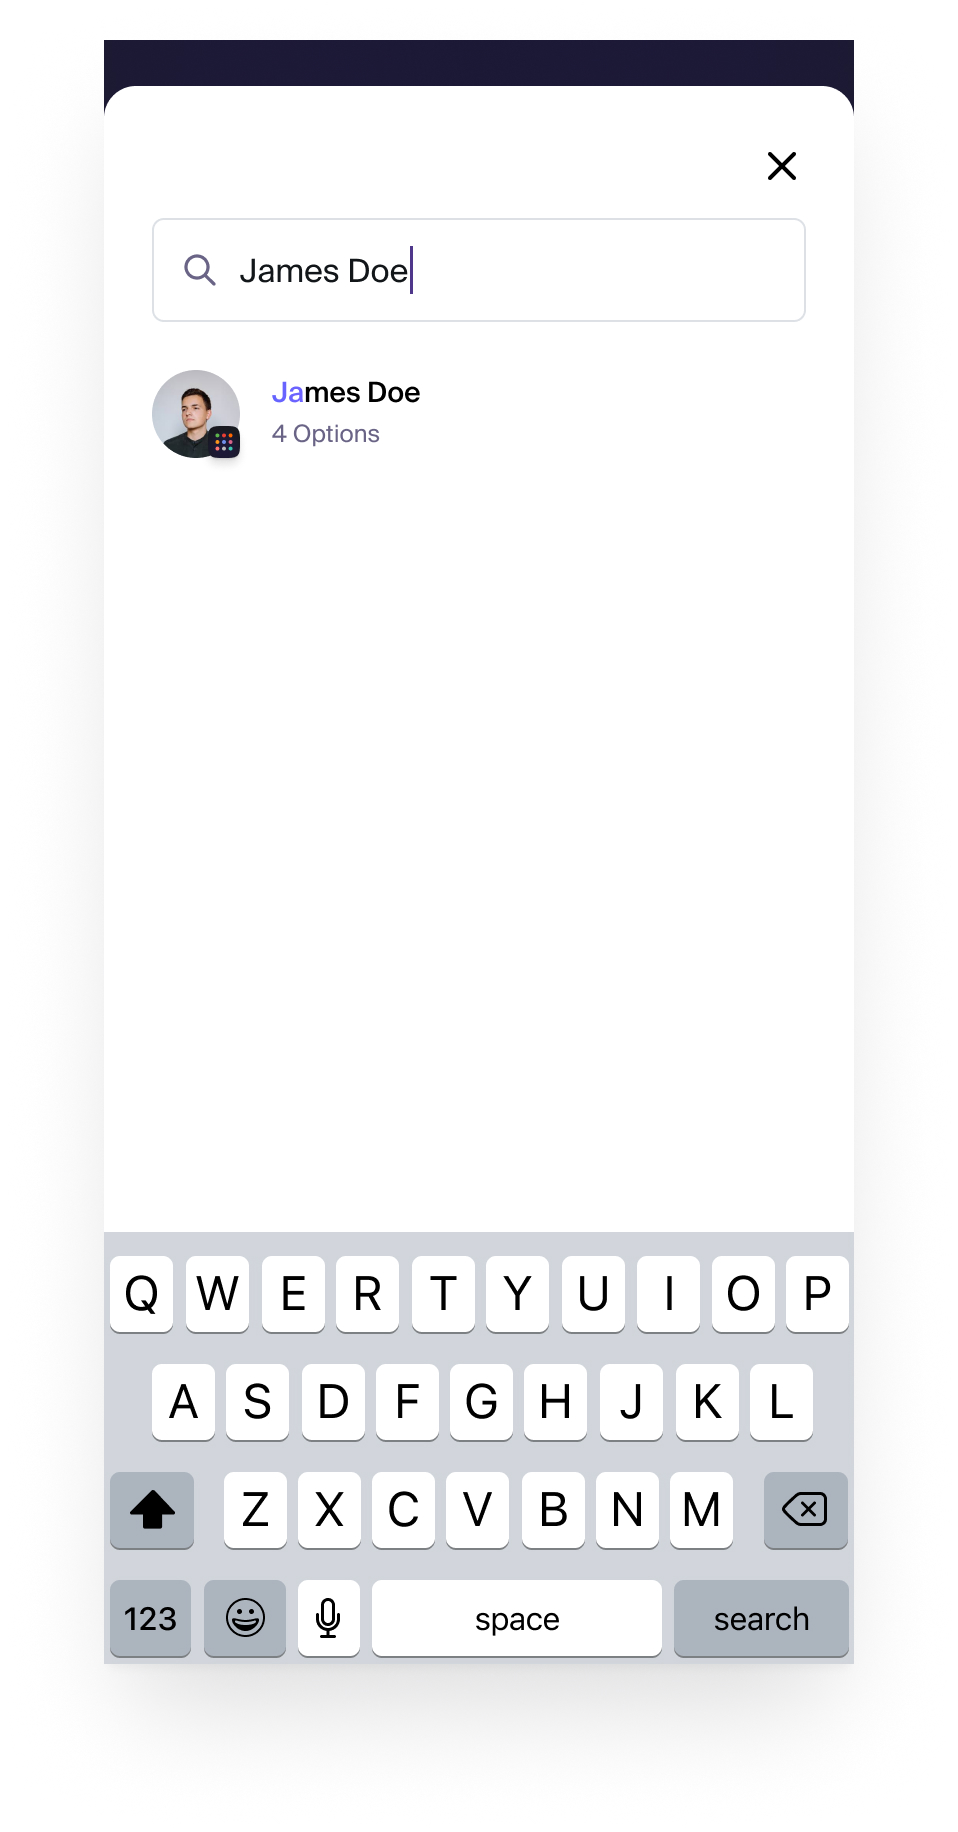 James Doe
James Doe
4 Options
Q W E R T Y U I O P
A S D F G H J K L
Z X C V B N M
123 space search